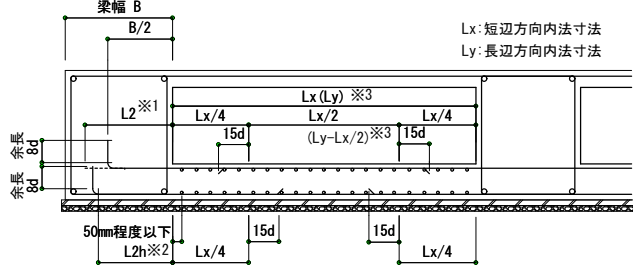 梁幅 B
B/2
Lx:短辺方向内法寸法
Ly:長辺方向内法寸法
Lx(Ly) ※3
L2※1
Lx/4
Lx/2
Lx/4
15d
(Ly-Lx/2)※3
15d
余長
8d
余長
8d
50mm程度以下
L2h※2
Lx/4
15d
15d
Lx/4